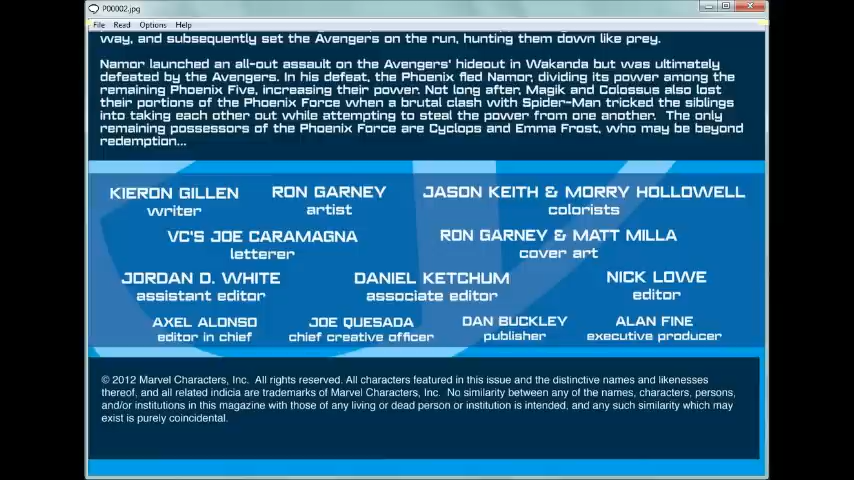 P00002.jpg
File Read Options Help
way, and subsequently set the Avengers on the run, hunting them down like prey.
Namor launched an all-out assault on the Avengers' hideout in Wakanda but was ultimately
defeated by the Avengers. In his defeat, the Phoenix fled Namor, dividing its power among the
remaining Phoenix Five, increasing their power. Not long after, Magik and Colossus also lost
their portions of the Phoenix Force when a brutal clash with Spider-Man tricked the siblings
into taking each other out while attempting to steal the power from one another. The only
remaining possessors of the Phoenix Force are Cyclops and Emma Frost, who may be beyond
redemption...
KIERON GILLEN RON GARNEY JASON KEITH & MORRY HOLLOWELL
writer artist colorists
VC'S JOE CARAMAGNA RON GARNEY & MATT MILLA
letterer cover art
JORDAN D. WHITE DANIEL KETCHUM NICK LOWE
assistant editor associate editor editor
AXEL ALONSO JOE QUESADA DAN BUCKLEY ALAN FINE
editor in chief chief creative officer publisher executive producer
© 2012 Marvel Characters, Inc. All rights reserved. All characters featured in this issue and the distinctive names and likenesses
thereof, and all related indicia are trademarks of Marvel Characters, Inc. No similarity between any of the names, characters, persons,
and/or institutions in this magazine with those of any living or dead person or institution is intended, and any such similarity which may
exist is purely coincidental.